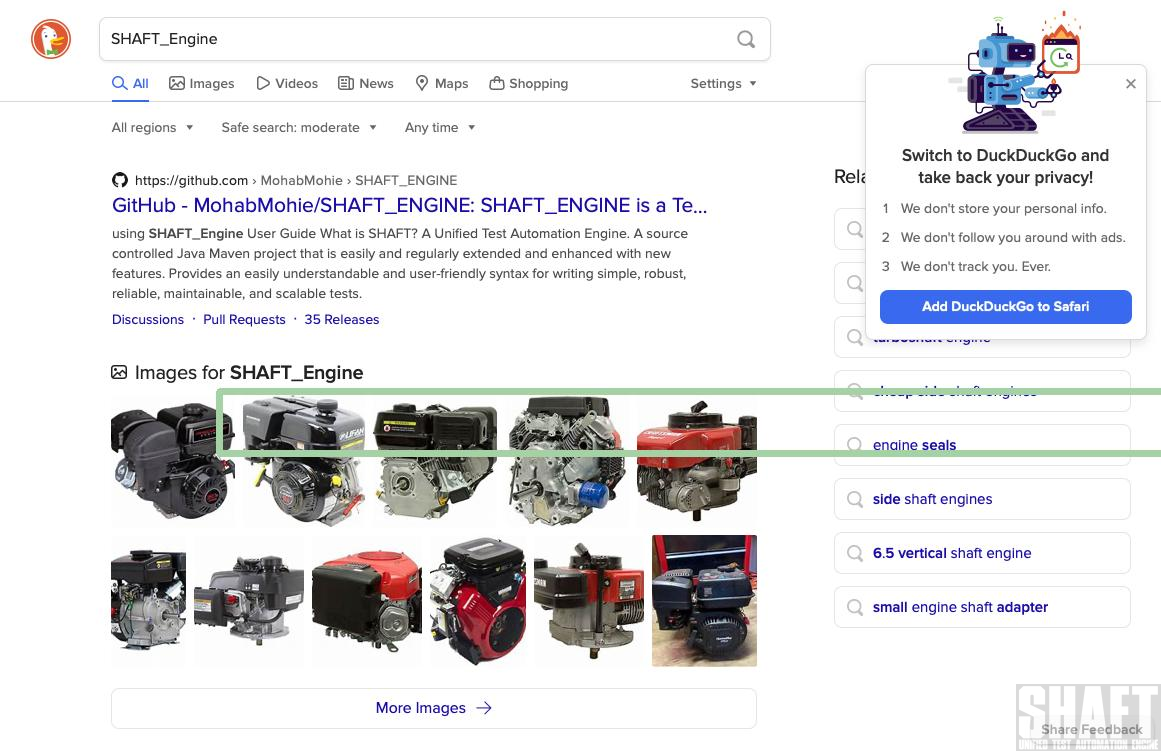 SHAFT_Engine
All
Images
Videos
News
Maps
Shopping
Settings
All regions
Safe search: moderate
Any time
Switch to DuckDuckGo and
take back your privacy!
1 We don't store your personal info.
2 We don't follow you around with ads.
3 We don't track you. Ever.
Add DuckDuckGo to Safari
https://github.com › MohabMohie › SHAFT_ENGINE
GitHub - MohabMohie/SHAFT_ENGINE: SHAFT_ENGINE is a Te...
using SHAFT_Engine User Guide What is SHAFT? A Unified Test Automation Engine. A source
controlled Java Maven project that is easily and regularly extended and enhanced with new
features. Provides an easily understandable and user-friendly syntax for writing simple, robust,
reliable, maintainable, and scalable tests.
Discussions · Pull Requests · 35 Releases
Images for SHAFT_Engine
LIFAN
More Images
turboshaft engine
cheap side shaft engines
engine seals
side shaft engines
6.5 vertical shaft engine
small engine shaft adapter
SHAFT
Share Feedback